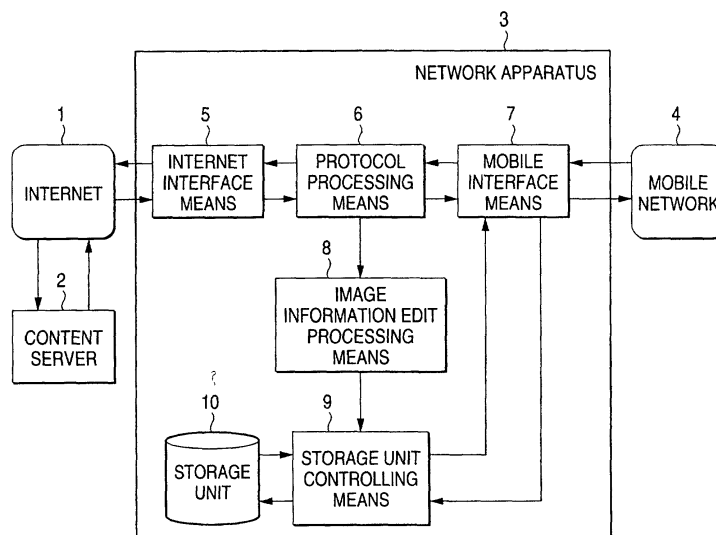 3
NETWORK APPARATUS
1
INTERNET
5
INTERNET
INTERFACE
MEANS
6
PROTOCOL
PROCESSING
MEANS
7
MOBILE
INTERFACE
MEANS
4
MOBILE
NETWORK
2
CONTENT
SERVER
8
IMAGE
INFORMATION EDIT
PROCESSING
MEANS
10
STORAGE
UNIT
9
STORAGE UNIT
CONTROLLING
MEANS